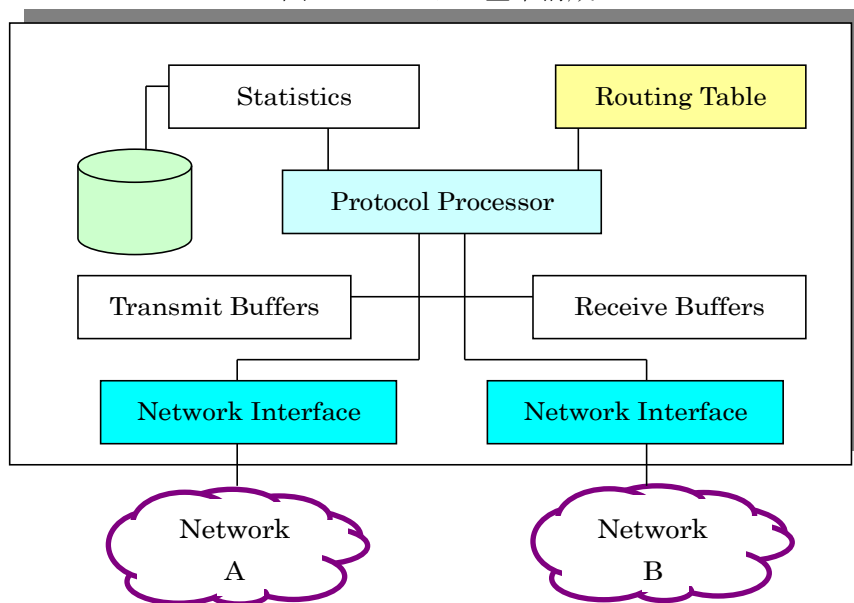 Statistics
Routing Table
Protocol Processor
Transmit Buffers
Receive Buffers
Network Interface
Network Interface
Network
A
Network
B